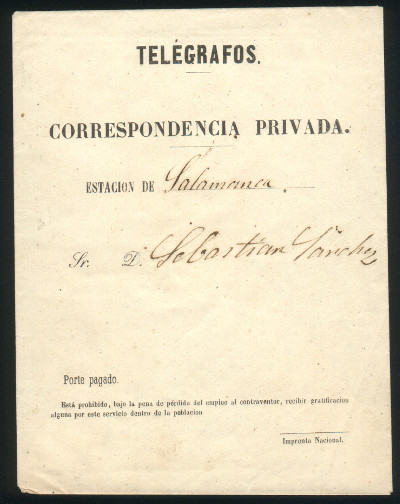 TELÉGRAFOS.
CORRESPONDENCIA PRIVADA.
ESTACION DE Salamanca.
Sr. D. Sebastian Sanchez
Porte pagado.
Está prohibido, bajo la pena de pérdida del empleo al contraventor, recibir gratificacion
alguna por este servicio dentro de la poblacion
Imprenta Nacional.